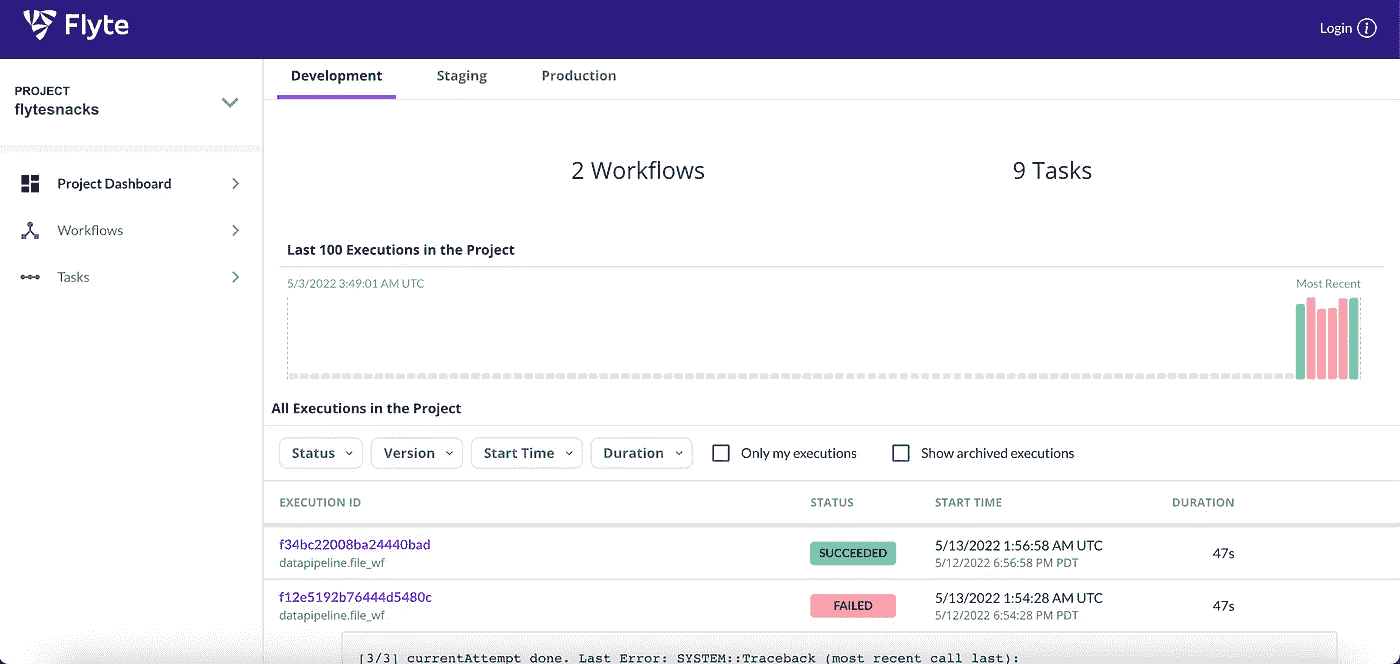 Flyte
Login
PROJECT
flytesnacks
Project Dashboard
Workflows
Tasks
Development Staging Production
2 Workflows 9 Tasks
Last 100 Executions in the Project
5/3/2022 3:49:01 AM UTC Most Recent
All Executions in the Project
Status Version Start Time Duration Only my executions Show archived executions
EXECUTION ID STATUS START TIME DURATION
f34bc22008ba24440bad SUCCEEDED 5/13/2022 1:56:58 AM UTC 47s
datapipeline.file_wf 5/12/2022 6:56:58 PM PDT
f12e5192b76444d5480c FAILED 5/13/2022 1:54:28 AM UTC 47s
datapipeline.file_wf 5/12/2022 6:54:28 PM PDT
[3/3] currentAttempt done. Last Error: SYSTEM::Traceback (most recent call last):